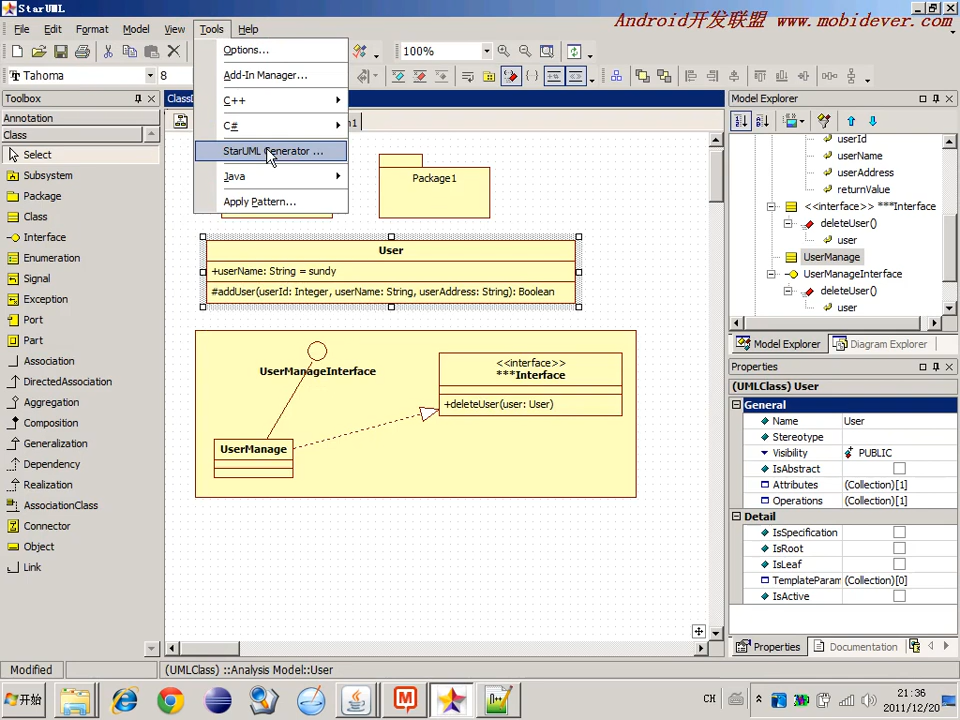 StarUML
Android开发联盟 www.mobidever.com
File Edit Format Model View Tools Help
100%
Tahoma 8
Options...
Add-In Manager...
C++
C#
StarUML Generator ...
Java
Apply Pattern...
Toolbox
Annotation
Class
Select
Subsystem
Package
Class
Interface
Enumeration
Signal
Exception
Port
Part
Association
DirectedAssociation
Aggregation
Composition
Generalization
Dependency
Realization
AssociationClass
Connector
Object
Link
Package1
User
+userName: String = sundy
#addUser(userId: Integer, userName: String, userAddress: String): Boolean
UserManageInterface
<<interface>>
***Interface
+deleteUser(user: User)
UserManage
Model Explorer
userId
userName
userAddress
returnValue
<<interface>> ***Interface
deleteUser()
user
UserManage
UserManageInterface
deleteUser()
user
Model Explorer Diagram Explorer
Properties
(UMLClass) User
General
Name User
Stereotype
Visibility PUBLIC
IsAbstract
Attributes (Collection)[1]
Operations (Collection)[1]
Detail
IsSpecification
IsRoot
IsLeaf
TemplateParam (Collection)[0]
IsActive
Properties Documentation
Modified (UMLClass) ::Analysis Model::User
开始
CH
21:36
2011/12/20